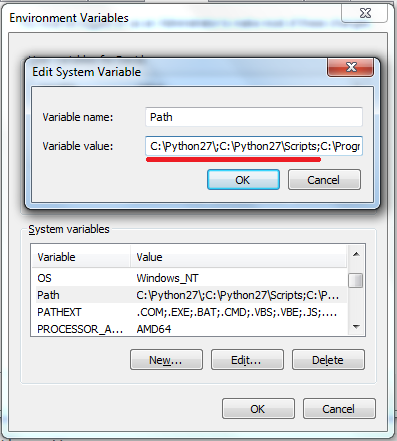 Environment Variables
Edit System Variable
Variable name: Path
Variable value: C:\Python27\;C:\Python27\Scripts;C:\Progr
OK Cancel
System variables
Variable Value
OS Windows_NT
Path C:\Python27\;C:\Python27\Scripts;C:\P...
PATHEXT .COM;.EXE;.BAT;.CMD;.VBS;.VBE;.JS;....
PROCESSOR_A... AMD64
New... Edit... Delete
OK Cancel